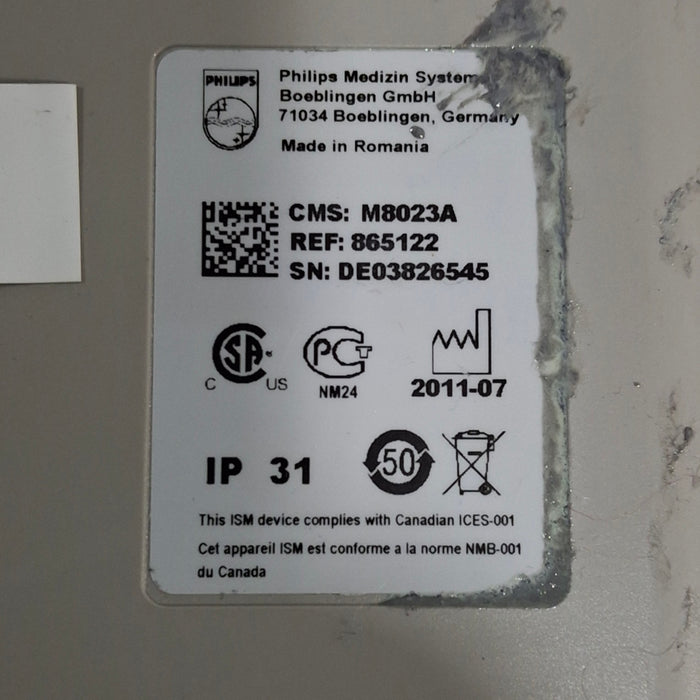 PHILIPS
Philips Medizin System
Boeblingen GmbH
71034 Boeblingen, Germany
Made in Romania
CMS: M8023A
REF: 865122
SN: DE03826545
SA
C US
PCT
NM24
2011-07
IP 31
50
This ISM device complies with Canadian ICES-001
Cet appareil ISM est conforme a la norme NMB-001
du Canada